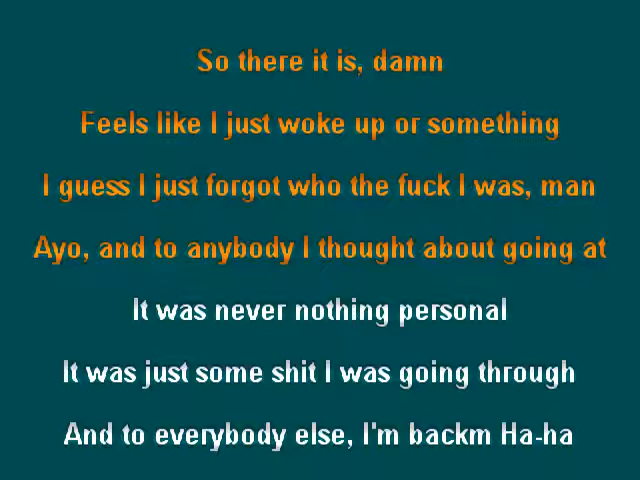 So there it is, damn
Feels like I just woke up or something
I guess I just forgot who the fuck I was, man
Ayo, and to anybody I thought about going at
It was never nothing personal
It was just some shit I was going through
And to everybody else, I'm backm Ha-ha